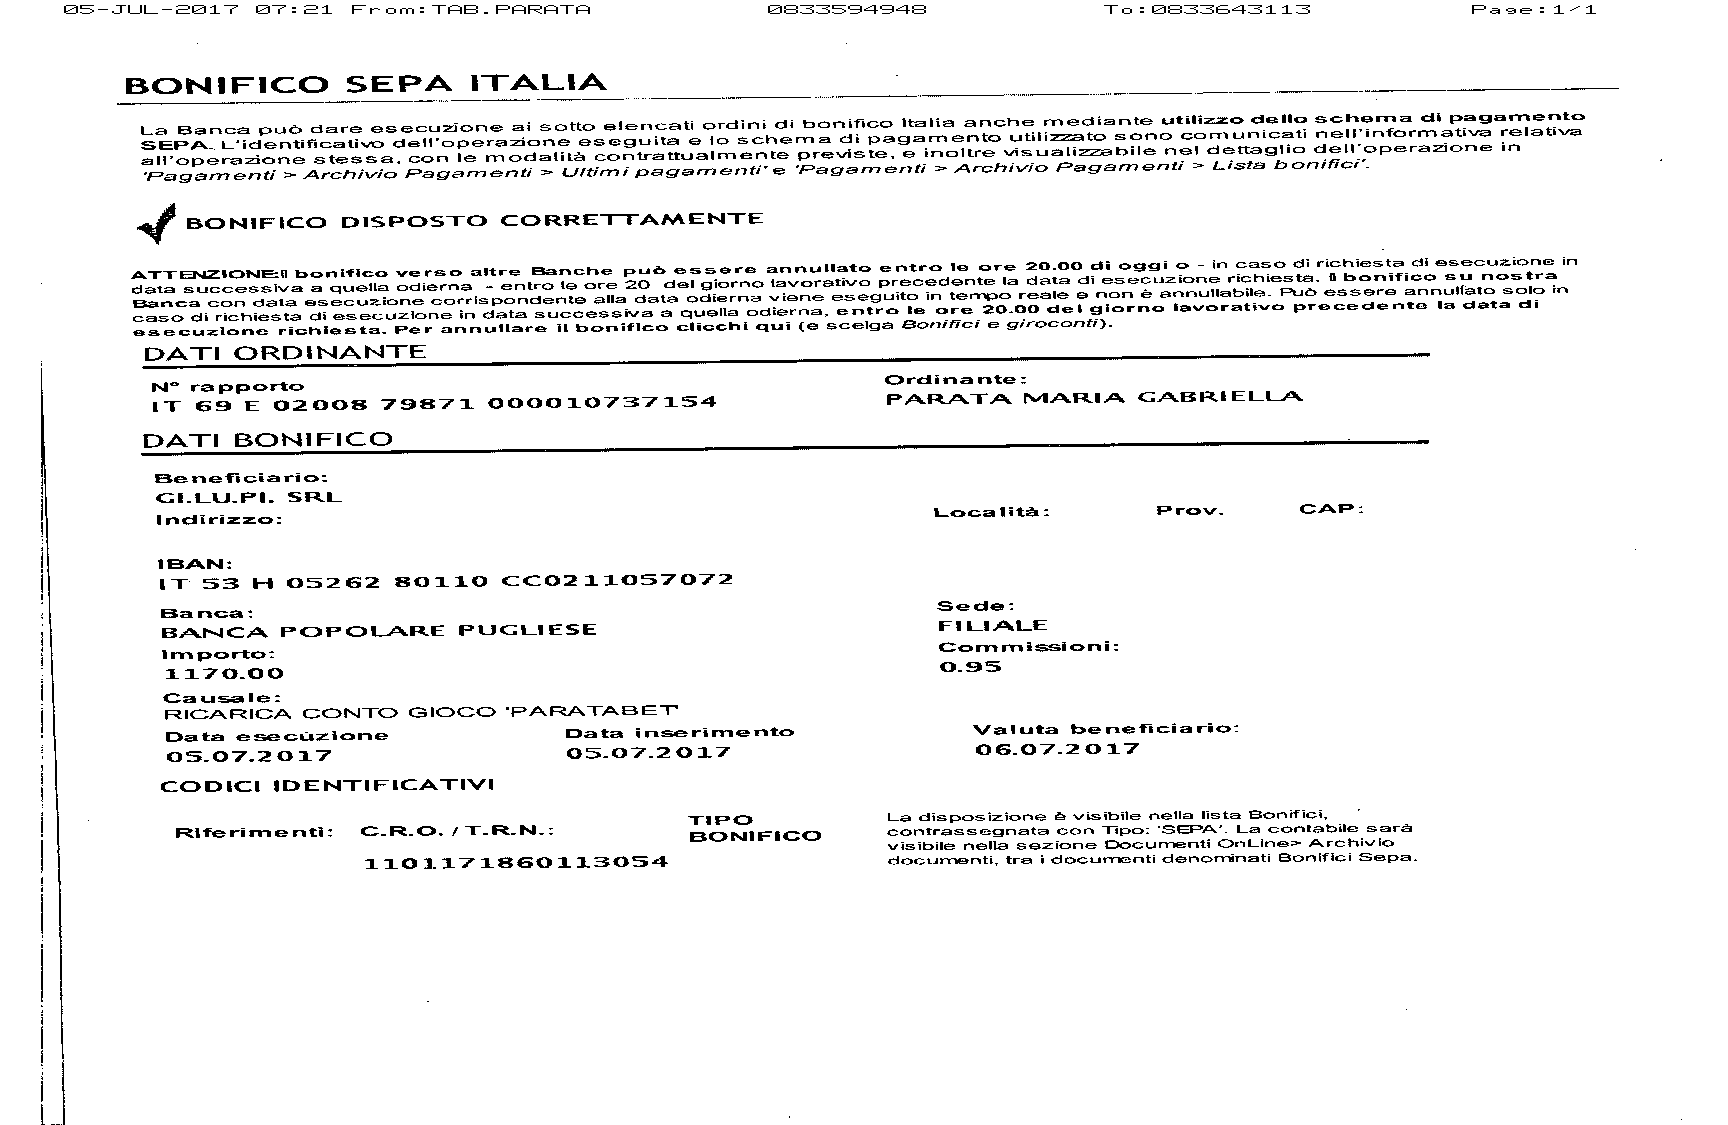 05-JUL-2017 07:21 From:TAB.PARATA 0833594948 To:0833643113 Page:1/1
BONIFICO SEPA ITALIA
La Banca può dare esecuzione ai sotto elencati ordini di bonifico Italia anche mediante utilizzo dello schema di pagamento
SEPA. L'identificativo dell'operazione eseguita e lo schema di pagamento utilizzato sono comunicati nell'informativa relativa
all'operazione stessa, con le modalità contrattualmente previste, e inoltre visualizzabile nel dettaglio dell'operazione in
'Pagamenti > Archivio Pagamenti > Ultimi pagamenti' e 'Pagamenti > Archivio Pagamenti > Lista bonifici'.
BONIFICO DISPOSTO CORRETTAMENTE
ATTENZIONE:Il bonifico verso altre Banche può essere annullato entro le ore 20.00 di oggi o - in caso di richiesta di esecuzione in
data successiva a quella odierna - entro le ore 20 del giorno lavorativo precedente la data di esecuzione richiesta. Il bonifico su nostra
Banca con data esecuzione corrispondente alla data odierna viene eseguito in tempo reale e non è annullabile. Può essere annullato solo in
caso di richiesta di esecuzione in data successiva a quella odierna, entro le ore 20.00 del giorno lavorativo precedente la data di
esecuzione richiesta. Per annullare il bonifico clicchi qui (e scelga Bonifici e giroconti).
DATI ORDINANTE
N° rapporto Ordinante:
IT 69 E 02008 79871 000010737154 PARATA MARIA GABRIELLA
DATI BONIFICO
Beneficiario:
GI.LU.PI. SRL
Indirizzo: Località: Prov. CAP:
IBAN:
IT 53 H 05262 80110 CC0211057072
Banca: Sede:
BANCA POPOLARE PUGLIESE FILIALE
Importo: Commissioni:
1170.00 0.95
Causale:
RICARICA CONTO GIOCO 'PARATABET'
Data esecuzione Data inserimento Valuta beneficiario:
05.07.2017 05.07.2017 06.07.2017
CODICI IDENTIFICATIVI
Riferimenti: C.R.O. / T.R.N.: TIPO BONIFICO
1101171860113054
La disposizione è visibile nella lista Bonifici,
contrassegnata con Tipo: 'SEPA'. La contabile sarà
visibile nella sezione Documenti OnLine> Archivio
documenti, tra i documenti denominati Bonifici Sepa.